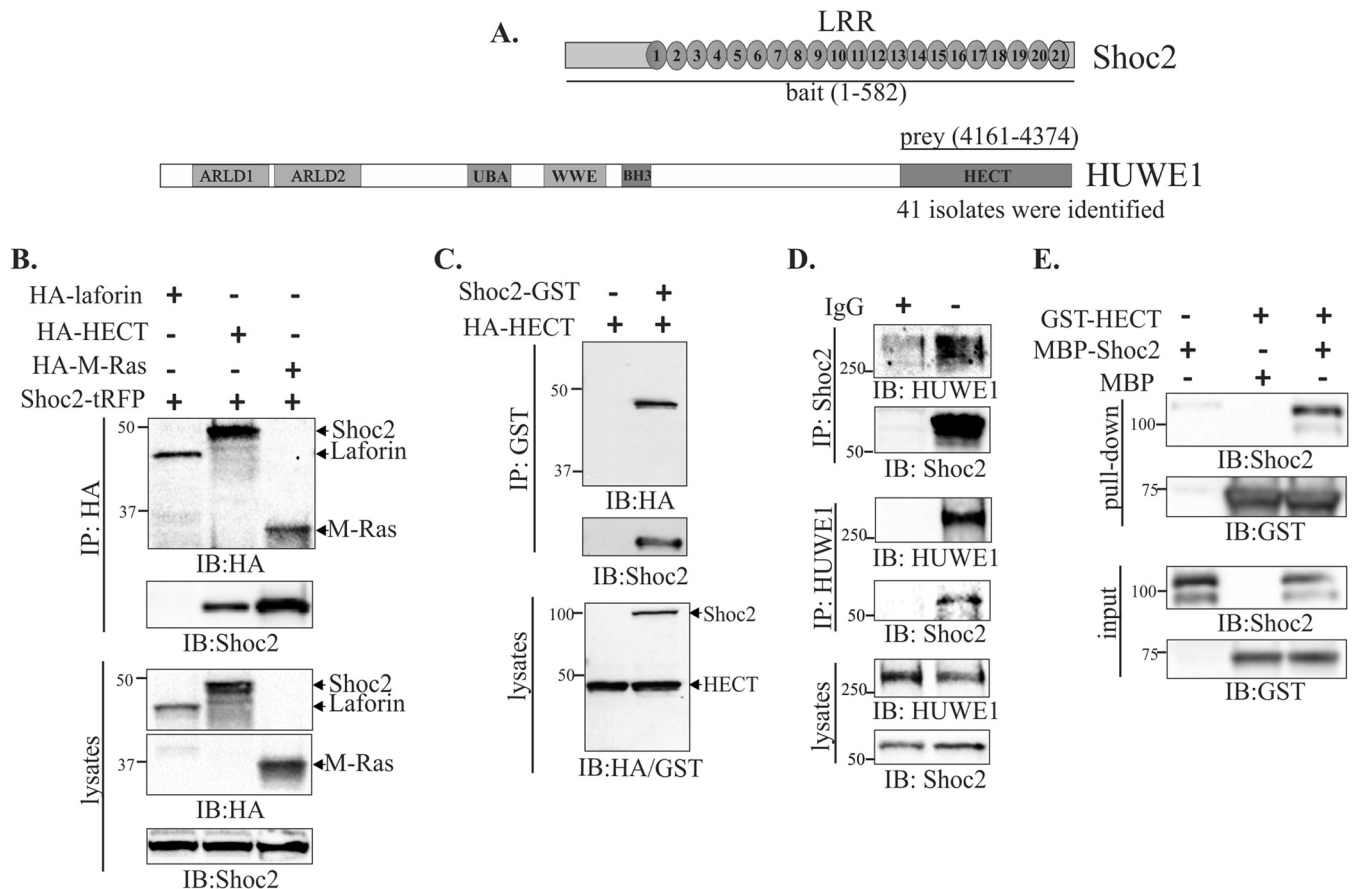 A.
LRR
1 2 3 4 5 6 7 8 9 10 11 12 13 14 15 16 17 18 19 20 21 Shoc2
bait (1-582)
prey (4161-4374)
ARLD1 ARLD2 UBA WWE BH3 HECT HUWE1
41 isolates were identified
B.
HA-laforin + - -
HA-HECT - + -
HA-M-Ras - - +
Shoc2-tRFP + + +
IP: HA
50 Shoc2
Laforin
37
M-Ras
IB:HA
IB:Shoc2
lysates
50 Shoc2
Laforin
37 M-Ras
IB:HA
IB:Shoc2
C.
Shoc2-GST - +
HA-HECT + +
IP: GST
50
37
IB:HA
IB:Shoc2
lysates
100 Shoc2
50
HECT
IB:HA/GST
D.
IgG + -
IP: Shoc2
250
IB: HUWE1
50
IB: Shoc2
IP: HUWE1
250
IB: HUWE1
50
IB: Shoc2
lysates
250
IB: HUWE1
50
IB: Shoc2
E.
GST-HECT - + +
MBP-Shoc2 + - +
MBP - + -
pull-down
100
IB:Shoc2
75
IB:GST
input
100
IB:Shoc2
75
IB:GST